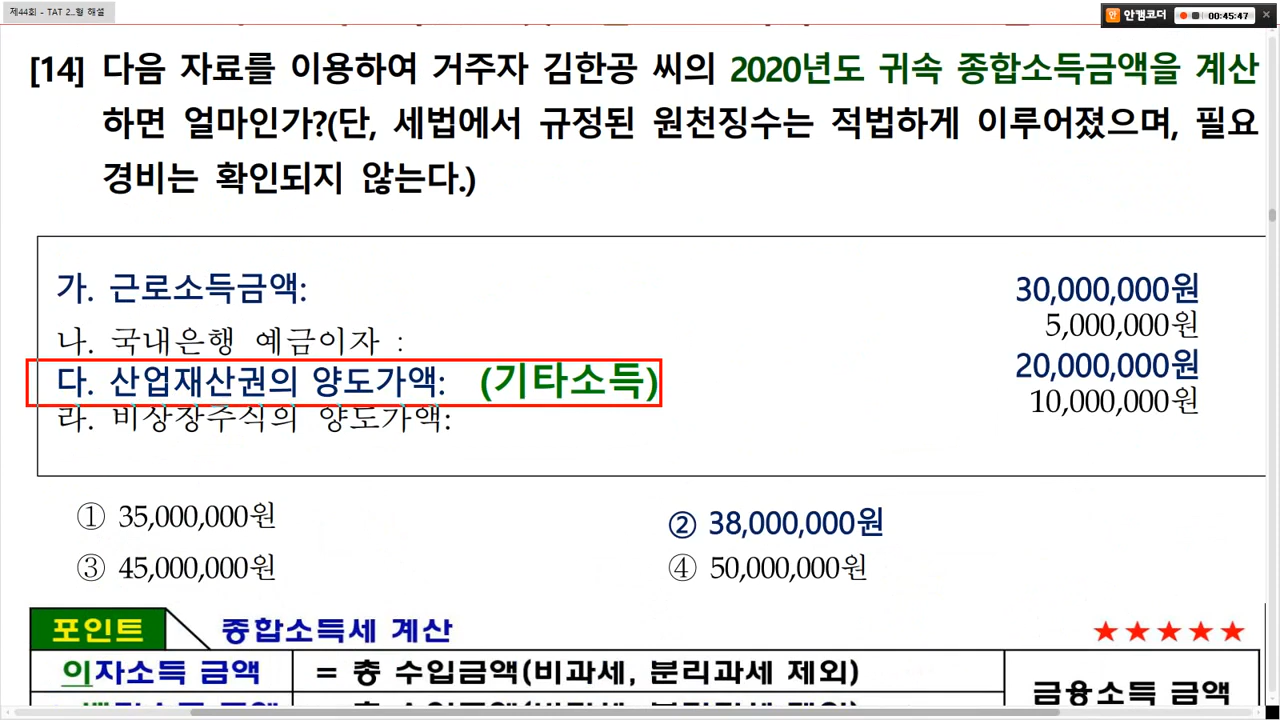 제44회 - TAT 2..형 해설
안캠코더
00:45:47
[14] 다음 자료를 이용하여 거주자 김한공 씨의 2020년도 귀속 종합소득금액을 계산
하면 얼마인가?(단, 세법에서 규정된 원천징수는 적법하게 이루어졌으며, 필요
경비는 확인되지 않는다.)
가. 근로소득금액: 30,000,000원
나. 국내은행 예금이자 : 5,000,000원
다. 산업재산권의 양도가액: (기타소득) 20,000,000원
라. 비상장주식의 양도가액: 10,000,000원
① 35,000,000원 ② 38,000,000원
③ 45,000,000원 ④ 50,000,000원
포인트 종합소득세 계산 ★★★★★
이자소득 금액 = 총 수입금액(비과세, 분리과세 제외)
금융소득 금액